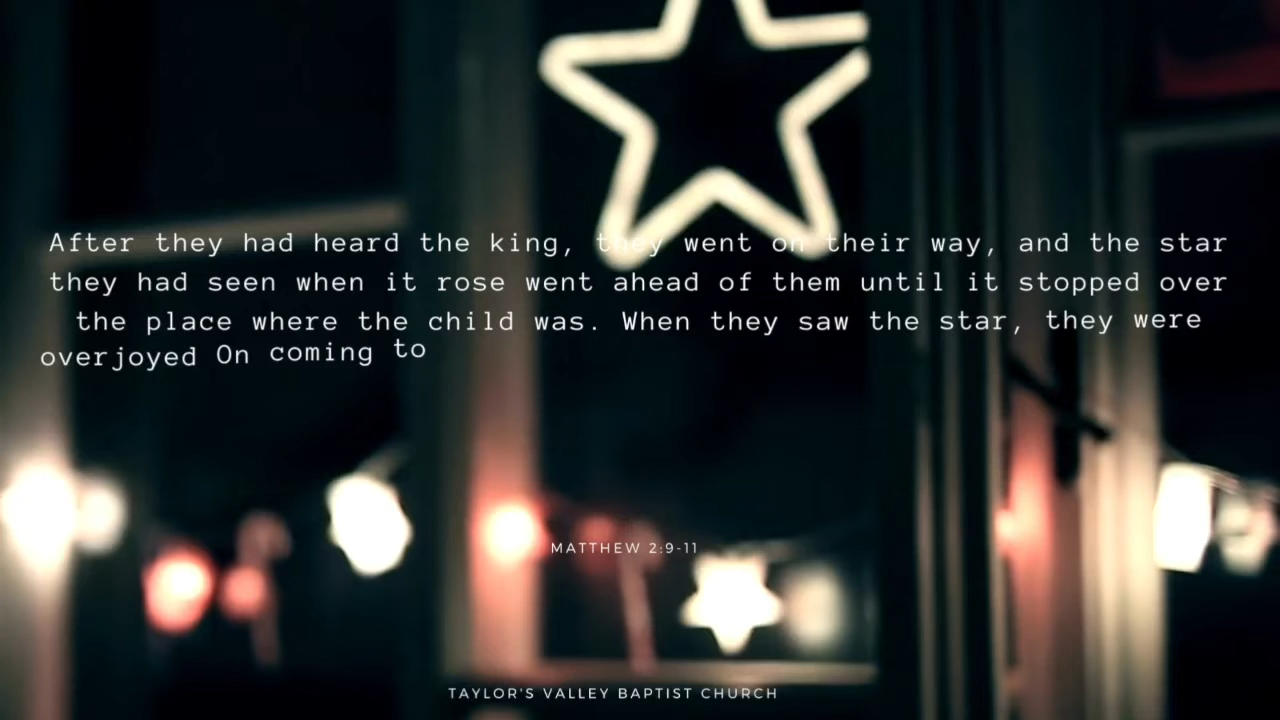 After they had heard the king, they went on their way, and the star
they had seen when it rose went ahead of them until it stopped over
the place where the child was. When they saw the star, they were
overjoyed On coming to
MATTHEW 2:9-11
TAYLOR'S VALLEY BAPTIST CHURCH